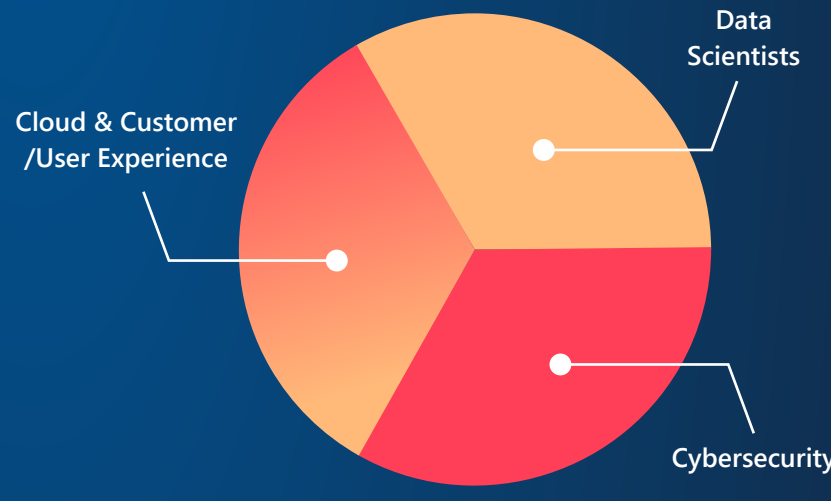 Data
Scientists
Cloud & Customer
/User Experience
Cybersecurity